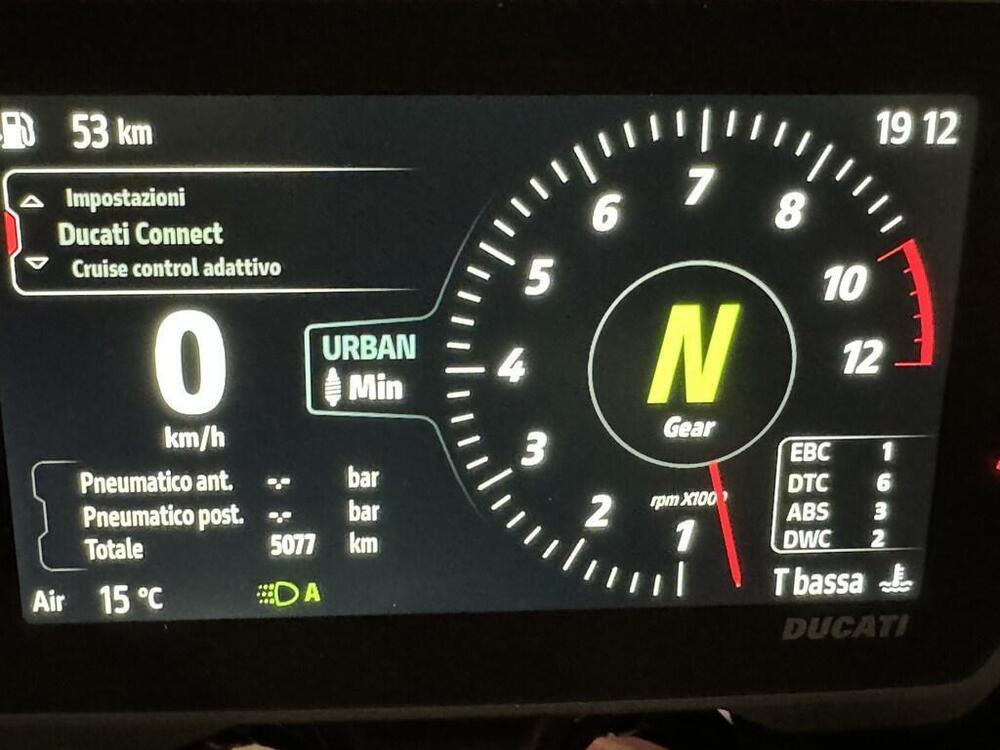 53 km
19 12
Impostazioni
Ducati Connect
Cruise control adattivo
0
km/h
URBAN
Min
Pneumatico ant. -.- bar
Pneumatico post. -.- bar
Totale 5077 km
Air 15 °C
A
1
2
3
4
5
6
7
8
10
12
N
Gear
rpm X1000
EBC 1
DTC 6
ABS 3
DWC 2
T bassa
DUCATI